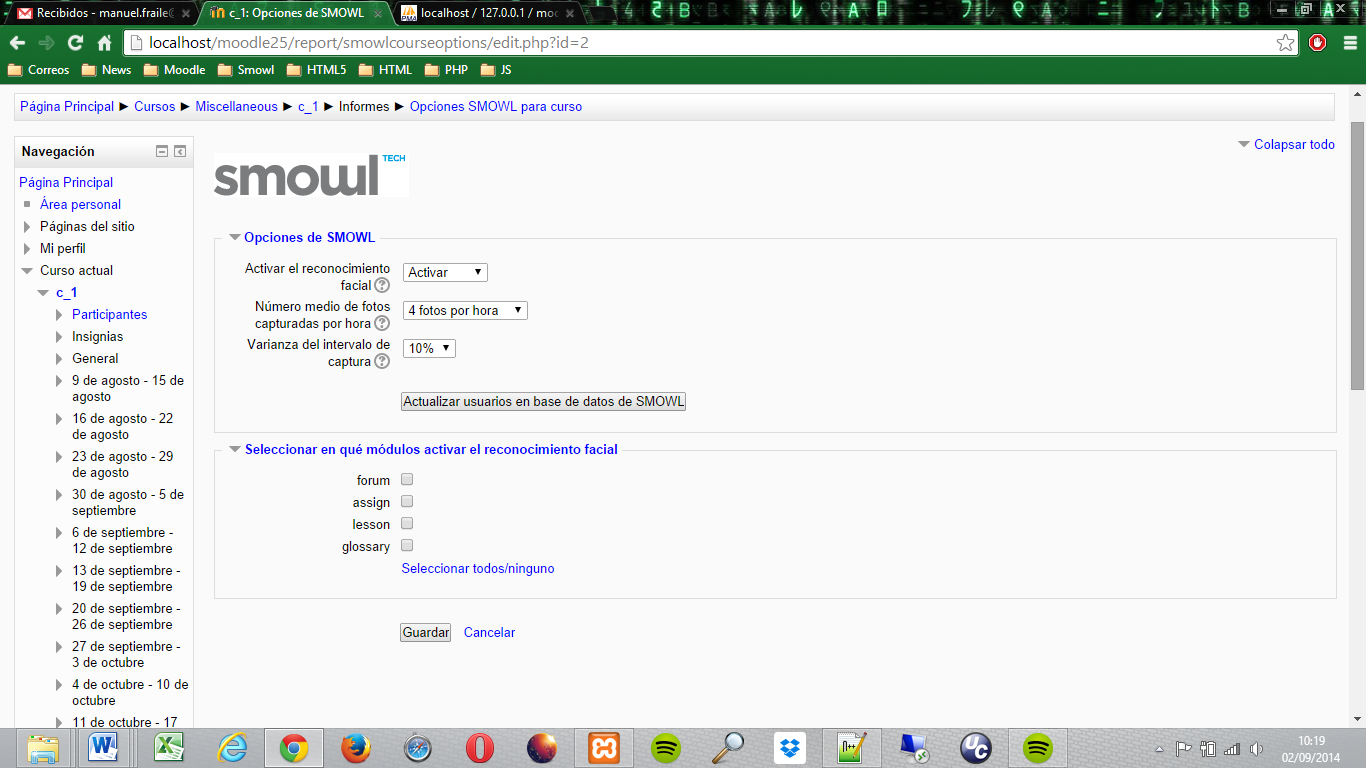 Recibidos - manuel.fraile@
c_1: Opciones de SMOWL
localhost / 127.0.0.1 / moo
localhost/moodle25/report/smowlcourseoptions/edit.php?id=2
Correos News Moodle Smowl HTML5 HTML PHP JS
Página Principal ► Cursos ► Miscellaneous ► c_1 ► Informes ► Opciones SMOWL para curso
Navegación
Página Principal
Área personal
Páginas del sitio
Mi perfil
Curso actual
c_1
Participantes
Insignias
General
9 de agosto - 15 de
agosto
16 de agosto - 22
de agosto
23 de agosto - 29
de agosto
30 de agosto - 5 de
septiembre
6 de septiembre -
12 de septiembre
13 de septiembre -
19 de septiembre
20 de septiembre -
26 de septiembre
27 de septiembre -
3 de octubre
4 de octubre - 10 de
octubre
11 de octubre - 17
Colapsar todo
smowl TECH
Opciones de SMOWL
Activar el reconocimiento
facial
Activar
Número medio de fotos
capturadas por hora
4 fotos por hora
Varianza del intervalo de
captura
10%
Actualizar usuarios en base de datos de SMOWL
Seleccionar en qué módulos activar el reconocimiento facial
forum
assign
lesson
glossary
Seleccionar todos/ninguno
Guardar Cancelar
10:19
02/09/2014